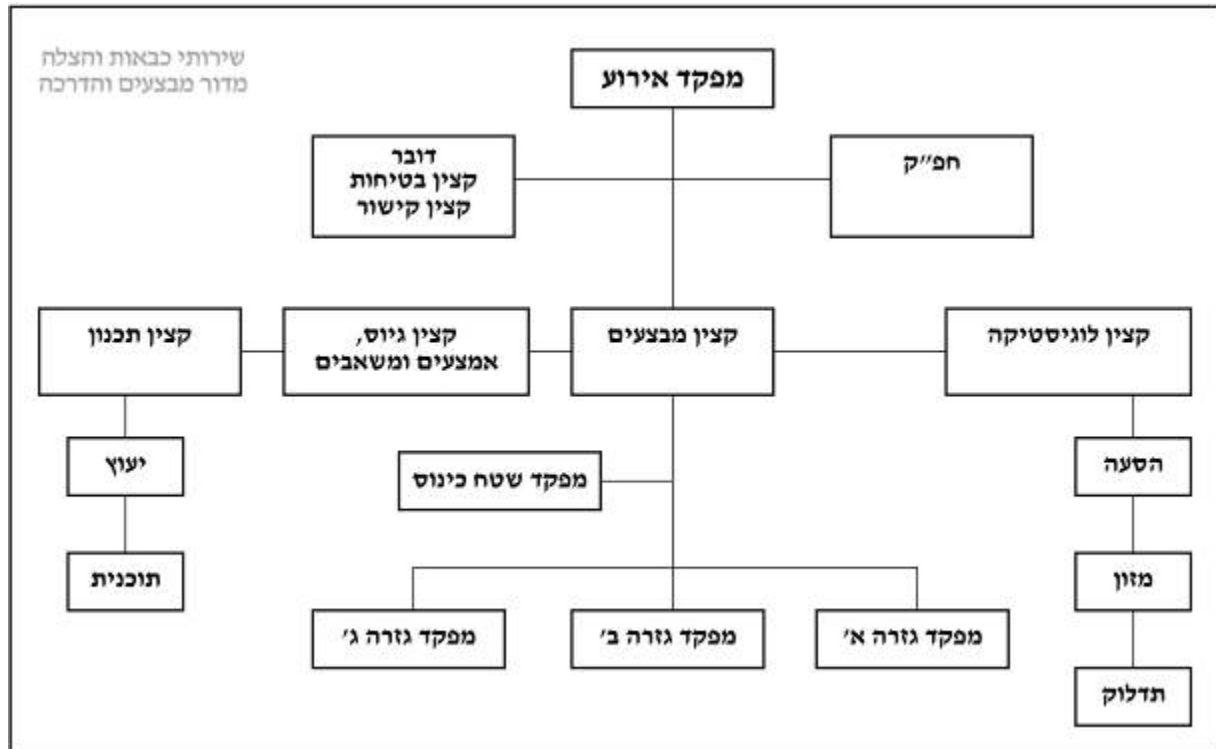 שירותי כבאות והצלה
מדור מבצעים והדרכה
מפקד אירוע
חפ״ק
דובר
קצין בטיחות
קצין קישור
קצין לוגיסטיקה
קצין מבצעים
קצין גיוס,
אמצעים ומשאבים
קצין תכנון
הסעה
יעוץ
מפקד שטח כינוס
מזון
תוכנית
מפקד גזרה א׳
מפקד גזרה ב׳
מפקד גזרה ג׳
תדלוק